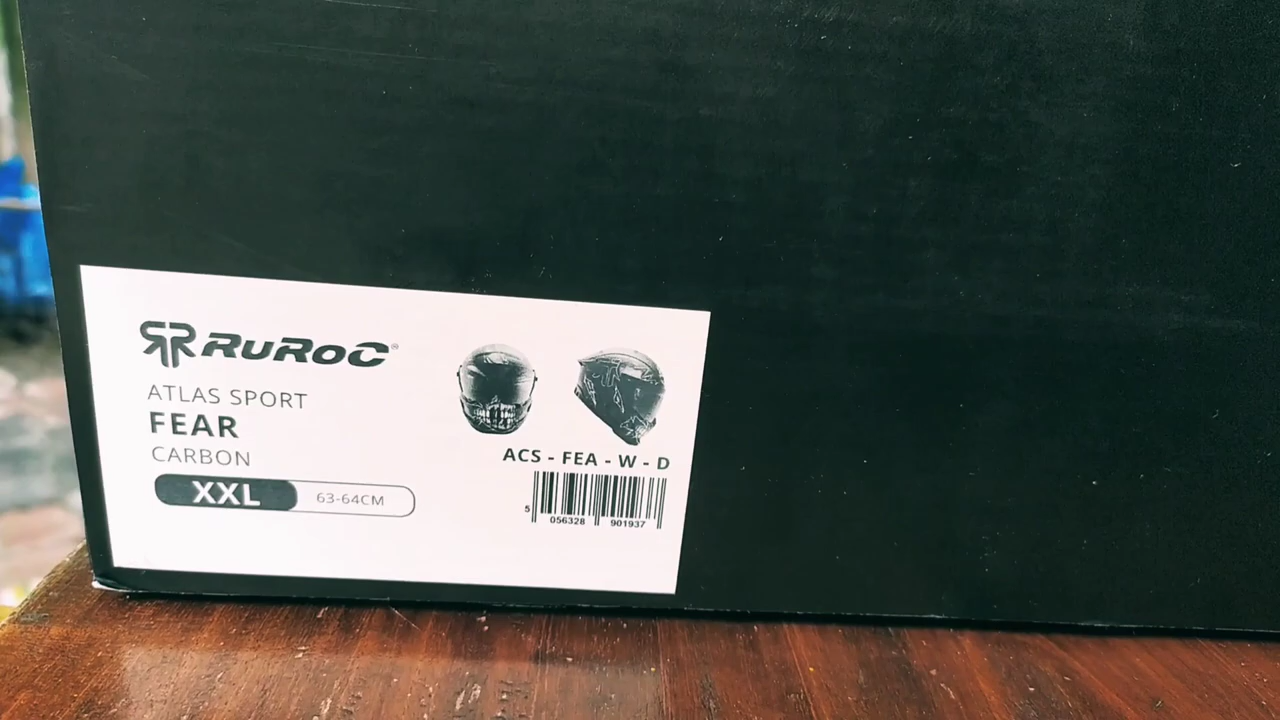 RUROC®
ATLAS SPORT
FEAR
CARBON
XXL 63-64CM
ACS - FEA - W - D
5 056328 901937